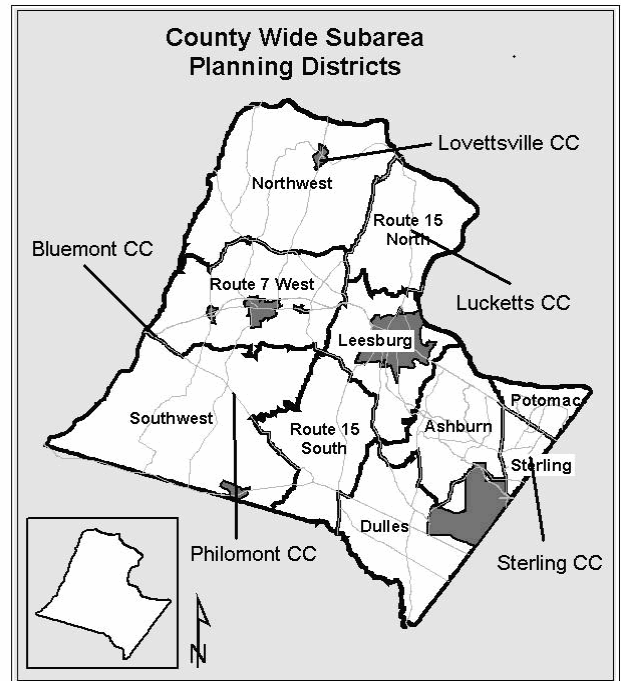 County Wide Subarea
Planning Districts
Lovettsville CC
Northwest
Route 15
North
Bluemont CC
Route 7 West
Lucketts CC
Leesburg
Potomac
Southwest
Route 15
South
Ashburn
Sterling
Dulles
Philomont CC
Sterling CC
N